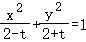 x²/(2-t) + y²/(2+t) = 1